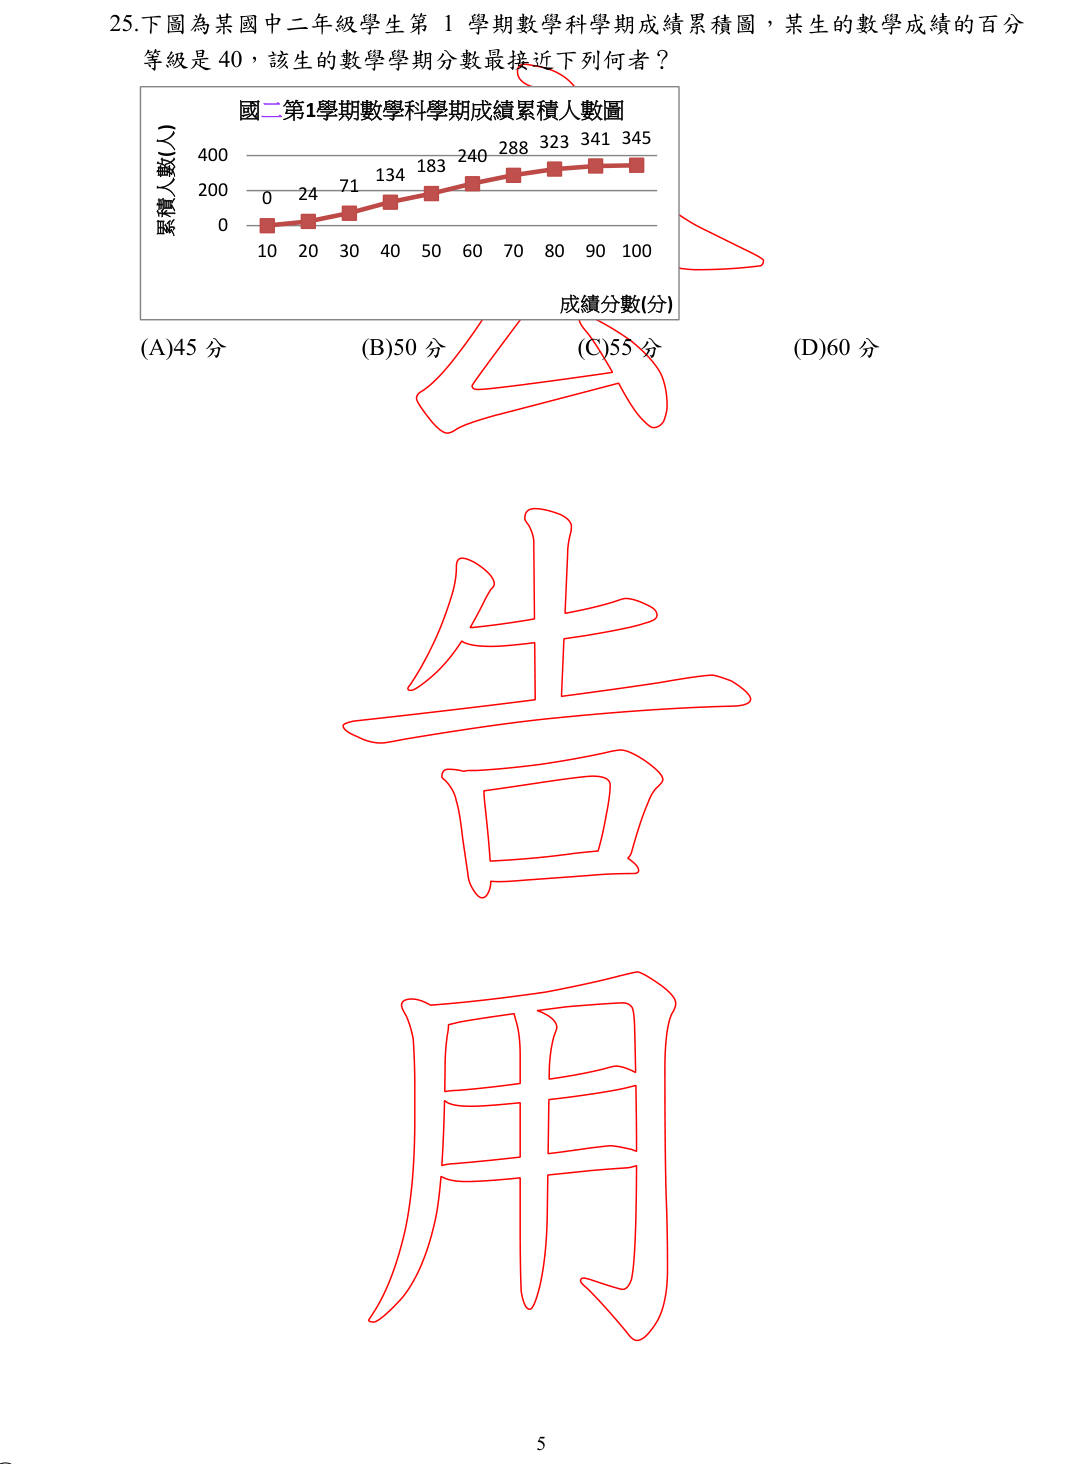 25.下圖為某國中二年級學生第 1 學期數學科學期成績累積圖，某生的數學成績的百分
等級是 40，該生的數學學期分數最接近下列何者？
國二第1學期數學科學期成績累積人數圖
累積人數(人)
400
200
0
0 24 71 134 183 240 288 323 341 345
10 20 30 40 50 60 70 80 90 100
成績分數(分)
(A)45 分 (B)50 分 (C)55 分 (D)60 分
公
告
用
5